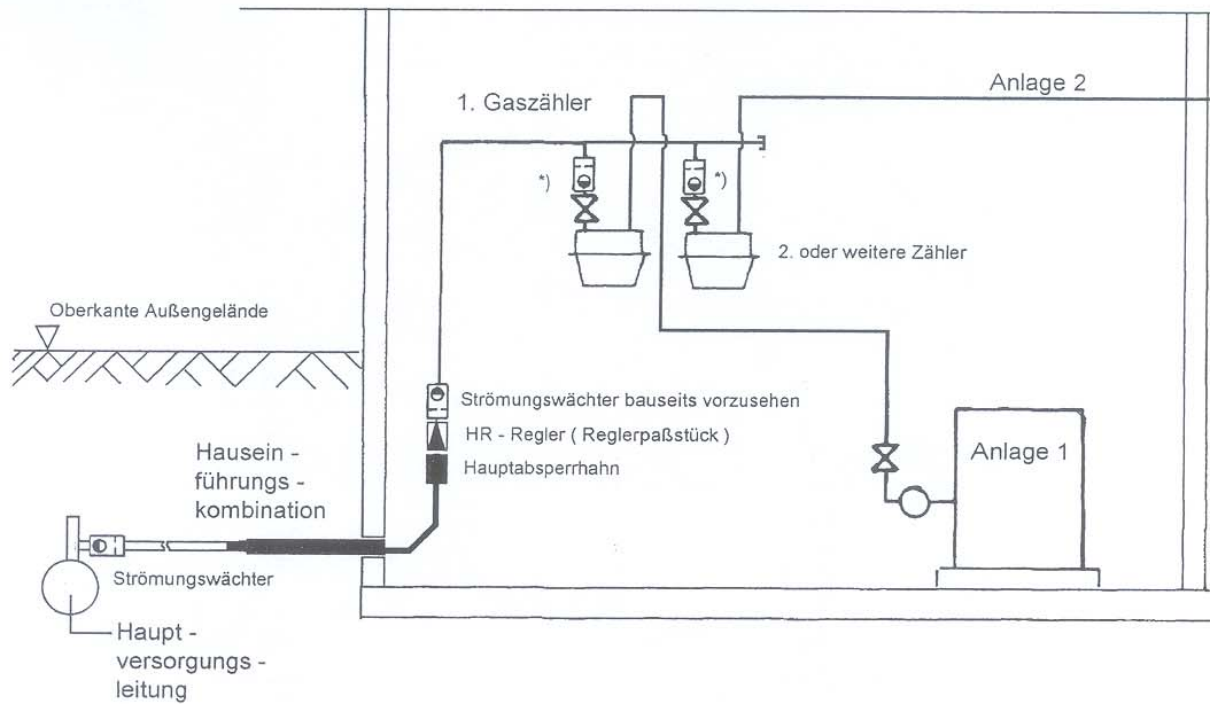 Anlage 2
1. Gaszähler
*)
*)
2. oder weitere Zähler
Oberkante Außengelände
Strömungswächter bauseits vorzusehen
HR - Regler ( Reglerpaßstück )
Hauptabsperrhahn
Anlage 1
Hausein -
führungs -
kombination
Strömungswächter
Haupt -
versorgungs -
leitung